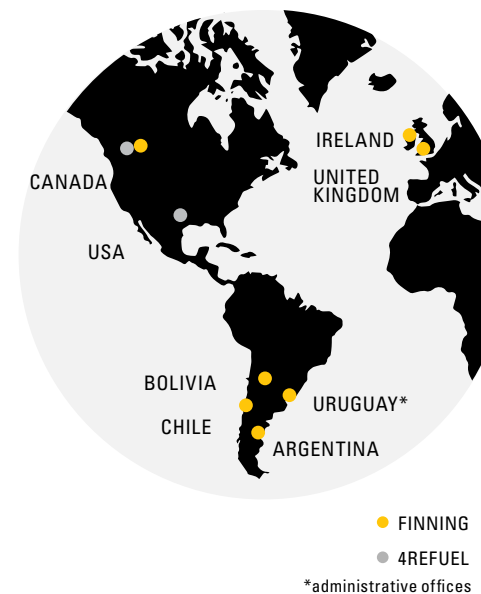 IRELAND
CANADA
UNITED
KINGDOM
USA
BOLIVIA
URUGUAY*
CHILE
ARGENTINA
FINNING
4REFUEL
*administrative offices